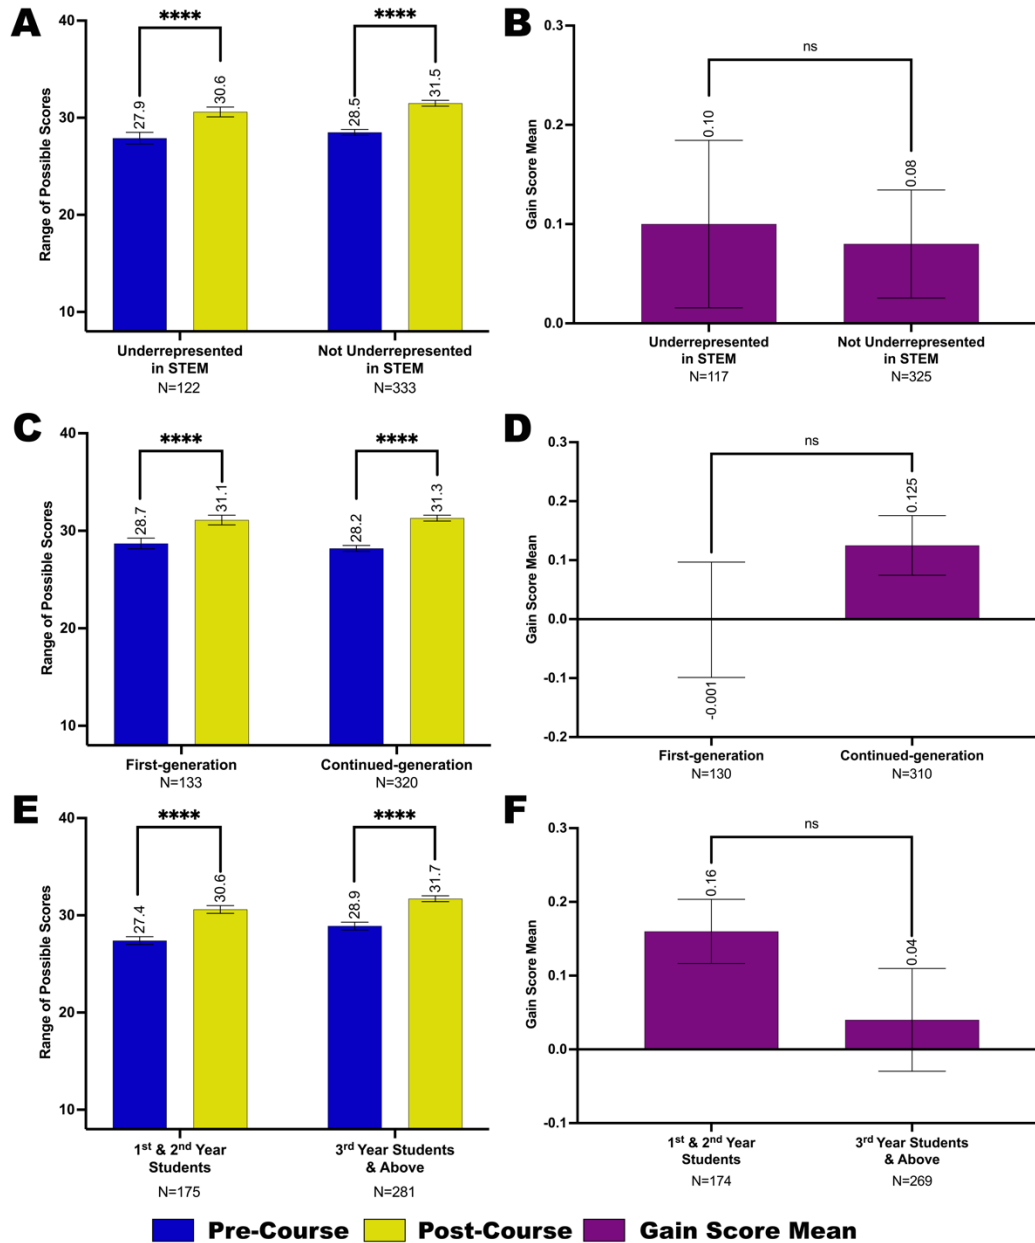 A
Range of Possible Scores
40
30
20
10
****
****
27.9
30.6
28.5
31.5
Underrepresented
in STEM
N=122
Not Underrepresented
in STEM
N=333
B
Gain Score Mean
0.3
0.2
0.1
0.0
ns
0.10
0.08
Underrepresented
in STEM
N=117
Not Underrepresented
in STEM
N=325
C
Range of Possible Scores
40
30
20
10
****
****
28.7
31.1
28.2
31.3
First-generation
N=133
Continued-generation
N=320
D
Gain Score Mean
0.3
0.2
0.1
0.0
-0.1
-0.2
ns
-0.001
0.125
First-generation
N=130
Continued-generation
N=310
E
Range of Possible Scores
40
30
20
10
****
****
27.4
30.6
28.9
31.7
1st & 2nd Year
Students
N=175
3rd Year Students
& Above
N=281
F
Gain Score Mean
0.3
0.2
0.1
0.0
-0.1
ns
0.16
0.04
1st & 2nd Year
Students
N=174
3rd Year Students
& Above
N=269
Pre-Course Post-Course Gain Score Mean